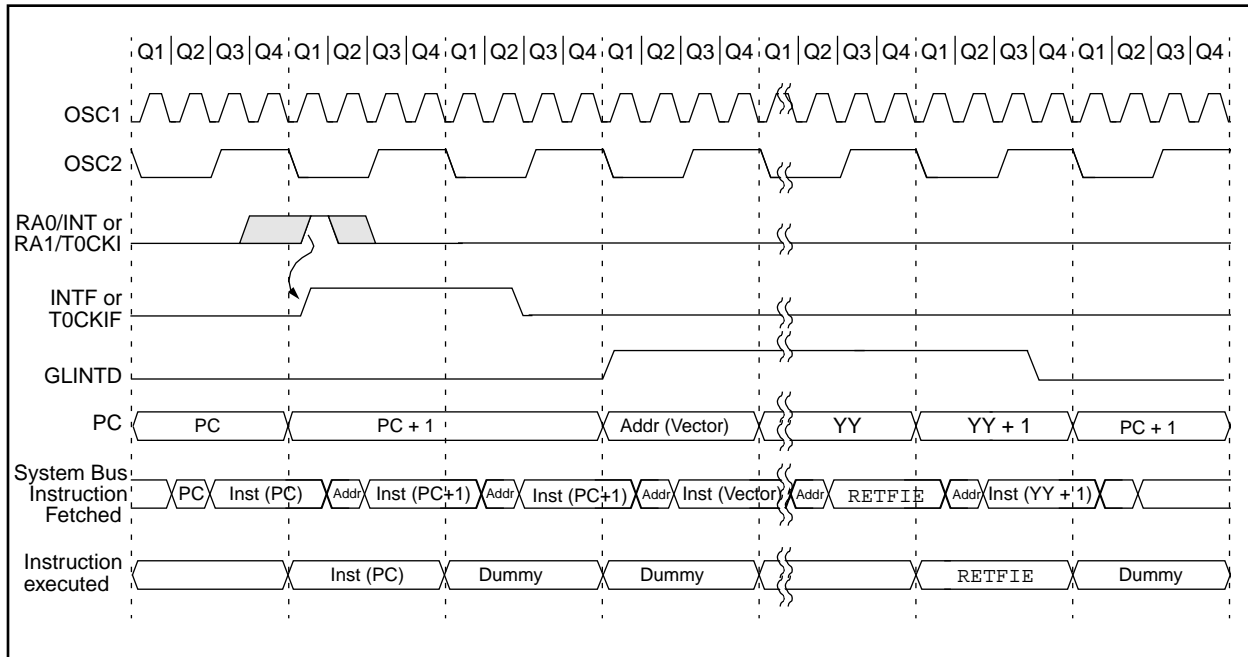 Q1|Q2|Q3|Q4|Q1|Q2|Q3|Q4|Q1|Q2|Q3|Q4|Q1|Q2|Q3|Q4|Q1|Q2|Q3|Q4|Q1|Q2|Q3|Q4|Q1|Q2|Q3|Q4
OSC1
OSC2
RA0/INT or
RA1/T0CKI
INTF or
T0CKIF
GLINTD
PC PC PC + 1 Addr (Vector) YY YY + 1 PC + 1
System Bus
Instruction
Fetched
PC Inst (PC) Addr Inst (PC+1) Addr Inst (PC+1) Addr Inst (Vector) Addr RETFIE Addr Inst (YY + 1)
Instruction
executed
Inst (PC) Dummy Dummy RETFIE Dummy